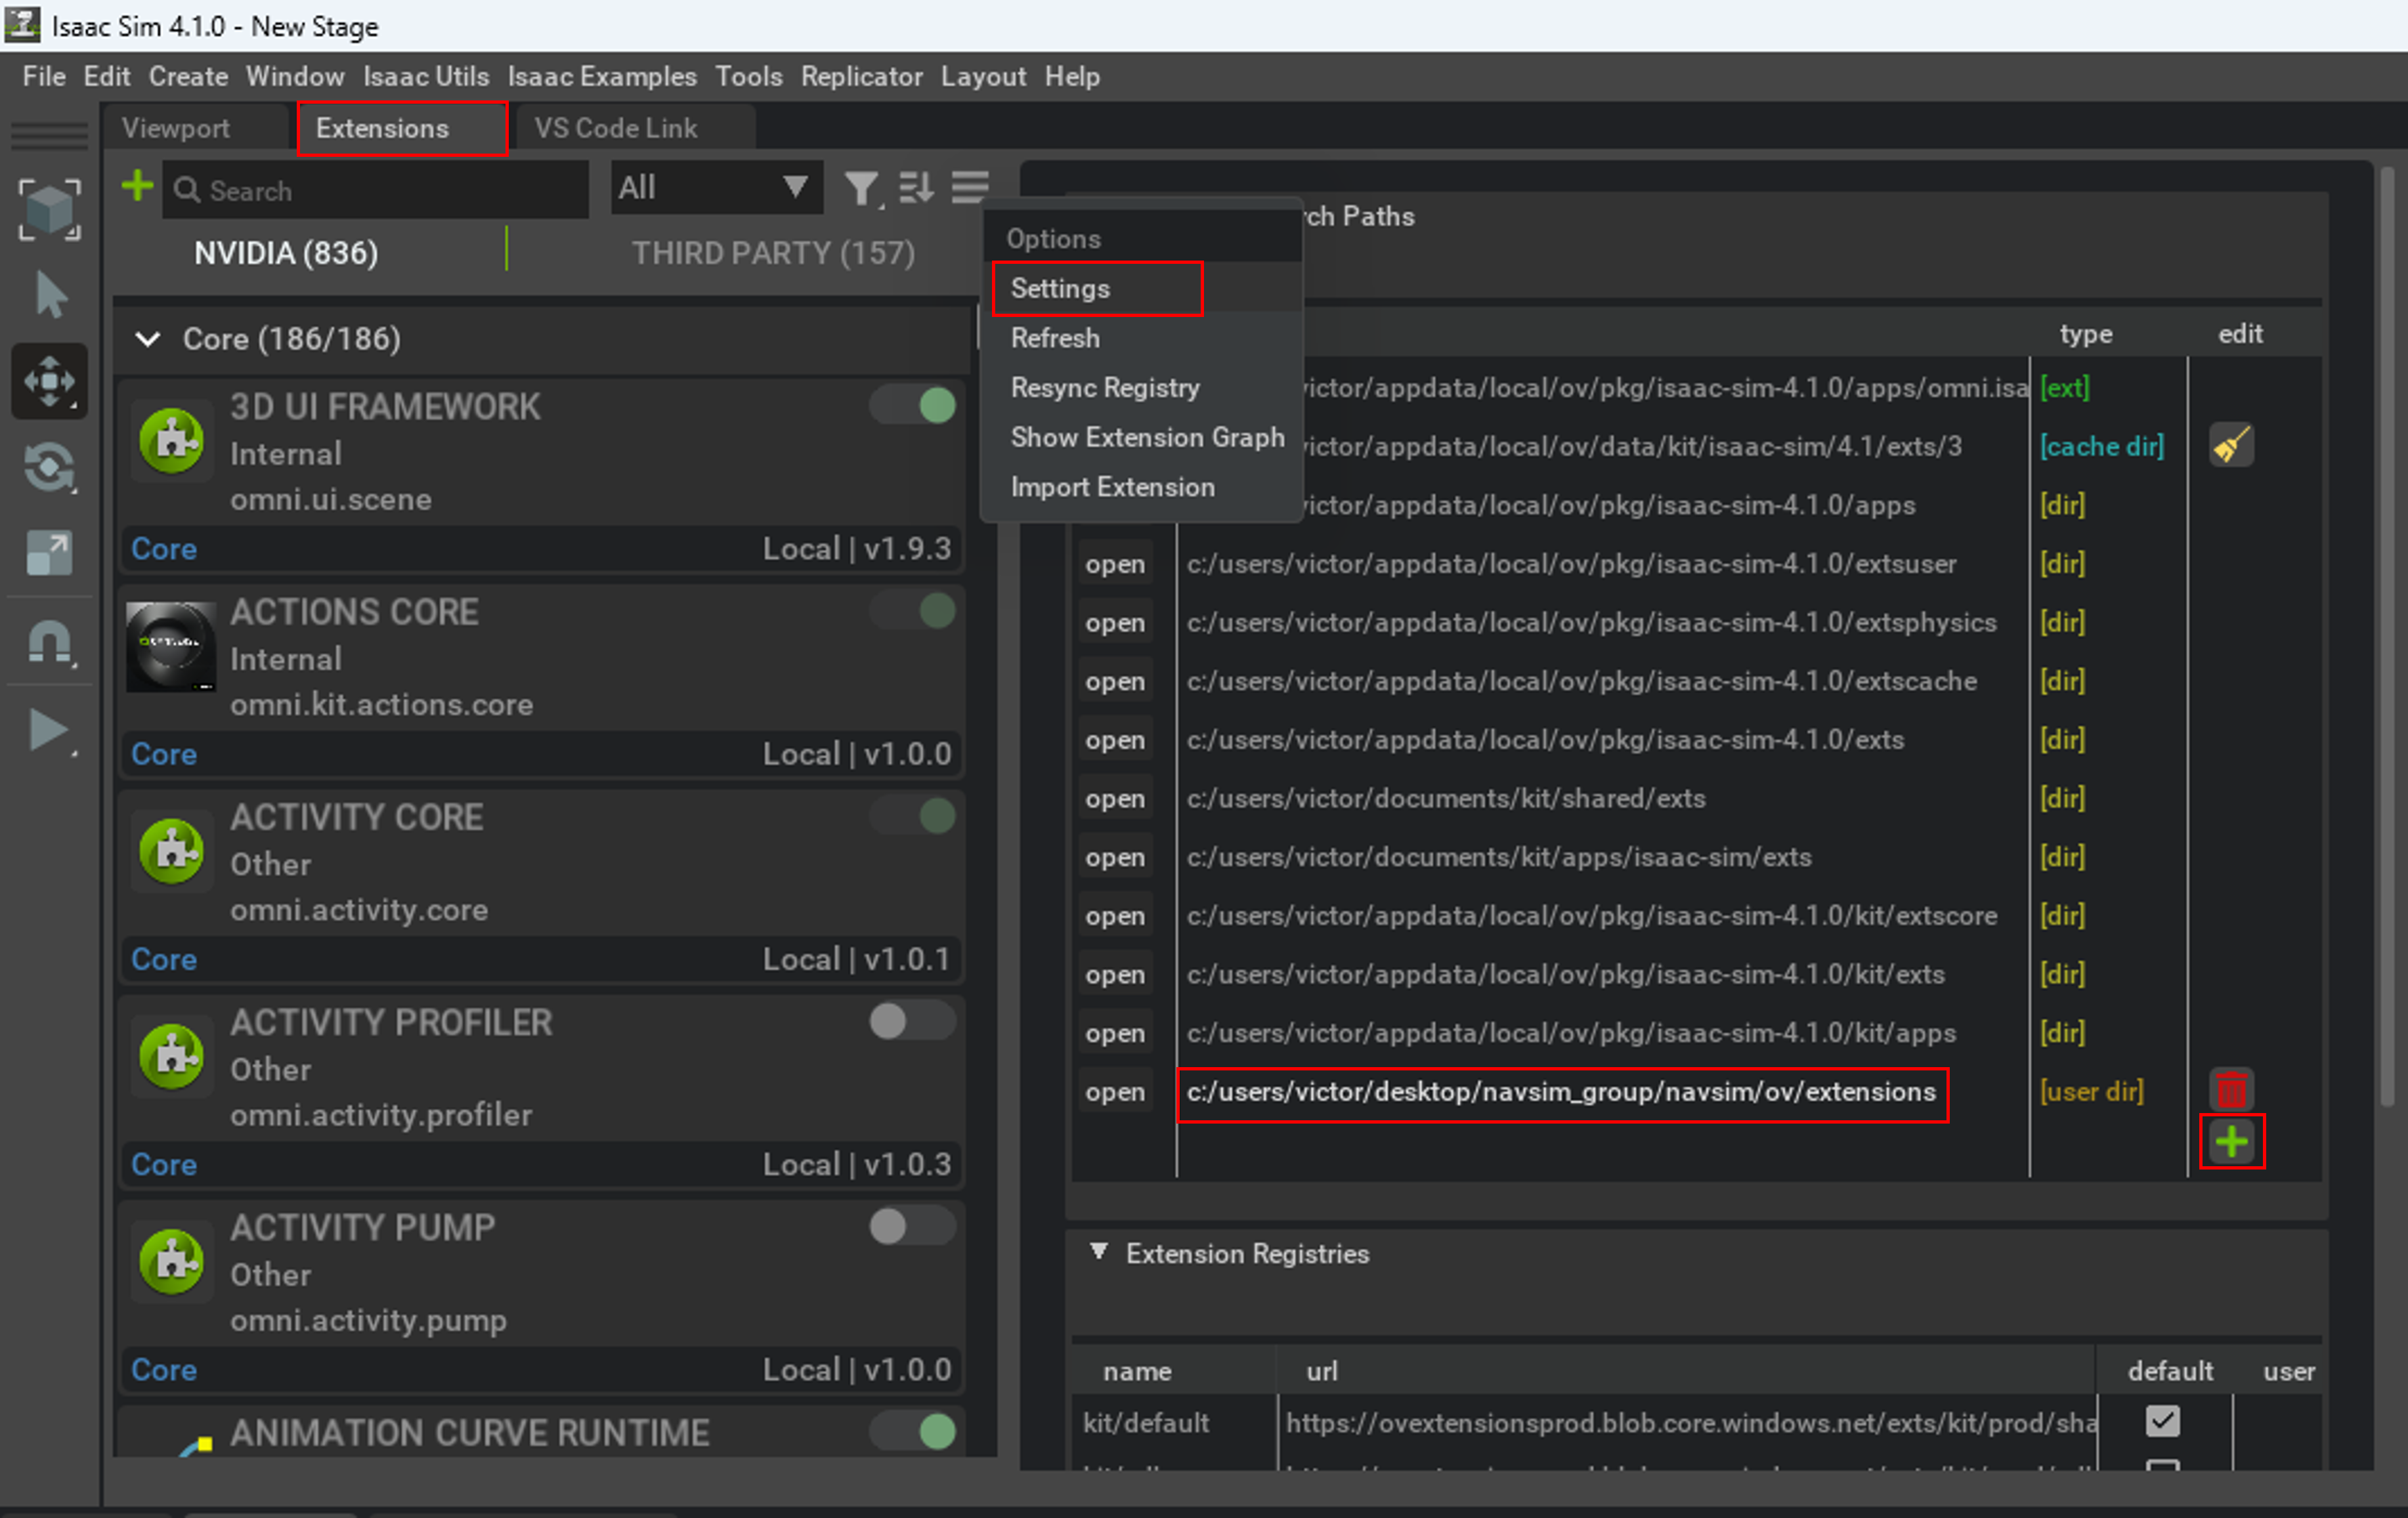 Isaac Sim 4.1.0 - New Stage
File Edit Create Window Isaac Utils Isaac Examples Tools Replicator Layout Help
Viewport Extensions VS Code Link
Search All
NVIDIA (836) THIRD PARTY (157)
Core (186/186)
3D UI FRAMEWORK
Internal
omni.ui.scene
Core Local | v1.9.3
ACTIONS CORE
Internal
omni.kit.actions.core
Core Local | v1.0.0
ACTIVITY CORE
Other
omni.activity.core
Core Local | v1.0.1
ACTIVITY PROFILER
Other
omni.activity.profiler
Core Local | v1.0.3
ACTIVITY PUMP
Other
omni.activity.pump
Core Local | v1.0.0
ANIMATION CURVE RUNTIME
Options
Settings
Refresh
Resync Registry
Show Extension Graph
Import Extension
rch Paths
type edit
victor/appdata/local/ov/pkg/isaac-sim-4.1.0/apps/omni.isa [ext]
victor/appdata/local/ov/data/kit/isaac-sim/4.1/exts/3 [cache dir]
victor/appdata/local/ov/pkg/isaac-sim-4.1.0/apps [dir]
open c:/users/victor/appdata/local/ov/pkg/isaac-sim-4.1.0/extsuser [dir]
open c:/users/victor/appdata/local/ov/pkg/isaac-sim-4.1.0/extsphysics [dir]
open c:/users/victor/appdata/local/ov/pkg/isaac-sim-4.1.0/extscache [dir]
open c:/users/victor/appdata/local/ov/pkg/isaac-sim-4.1.0/exts [dir]
open c:/users/victor/documents/kit/shared/exts [dir]
open c:/users/victor/documents/kit/apps/isaac-sim/exts [dir]
open c:/users/victor/appdata/local/ov/pkg/isaac-sim-4.1.0/kit/extscore [dir]
open c:/users/victor/appdata/local/ov/pkg/isaac-sim-4.1.0/kit/exts [dir]
open c:/users/victor/appdata/local/ov/pkg/isaac-sim-4.1.0/kit/apps [dir]
open c:/users/victor/desktop/navsim_group/navsim/ov/extensions [user dir]
Extension Registries
name url default user
kit/default https://ovextensionsprod.blob.core.windows.net/exts/kit/prod/sha